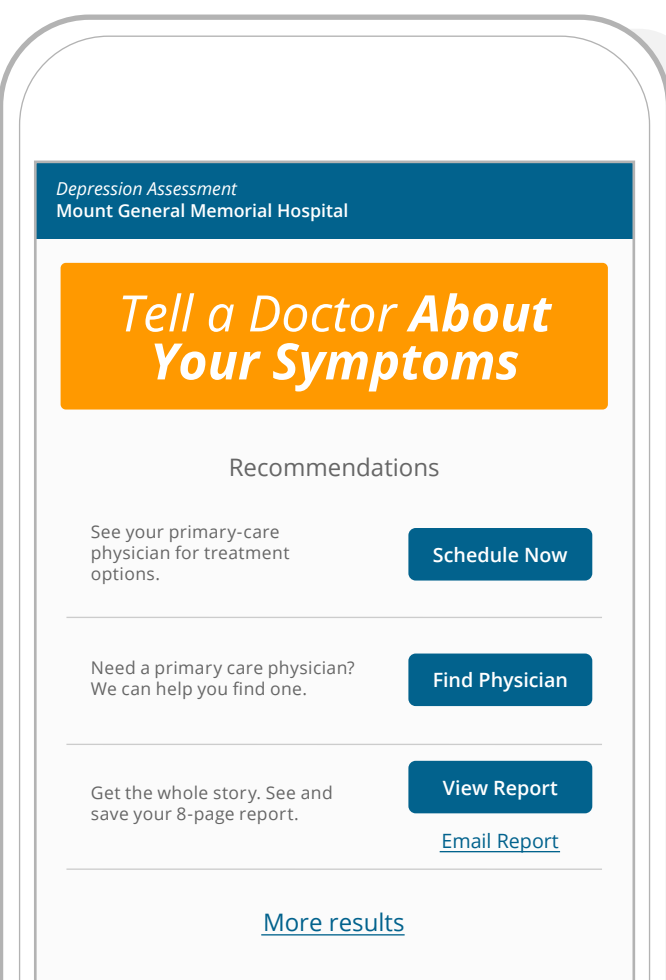 Depression Assessment
Mount General Memorial Hospital
Tell a Doctor About
Your Symptoms
Recommendations
See your primary-care
physician for treatment
options.
Schedule Now
Need a primary care physician?
We can help you find one.
Find Physician
Get the whole story. See and
save your 8-page report.
View Report
Email Report
More results